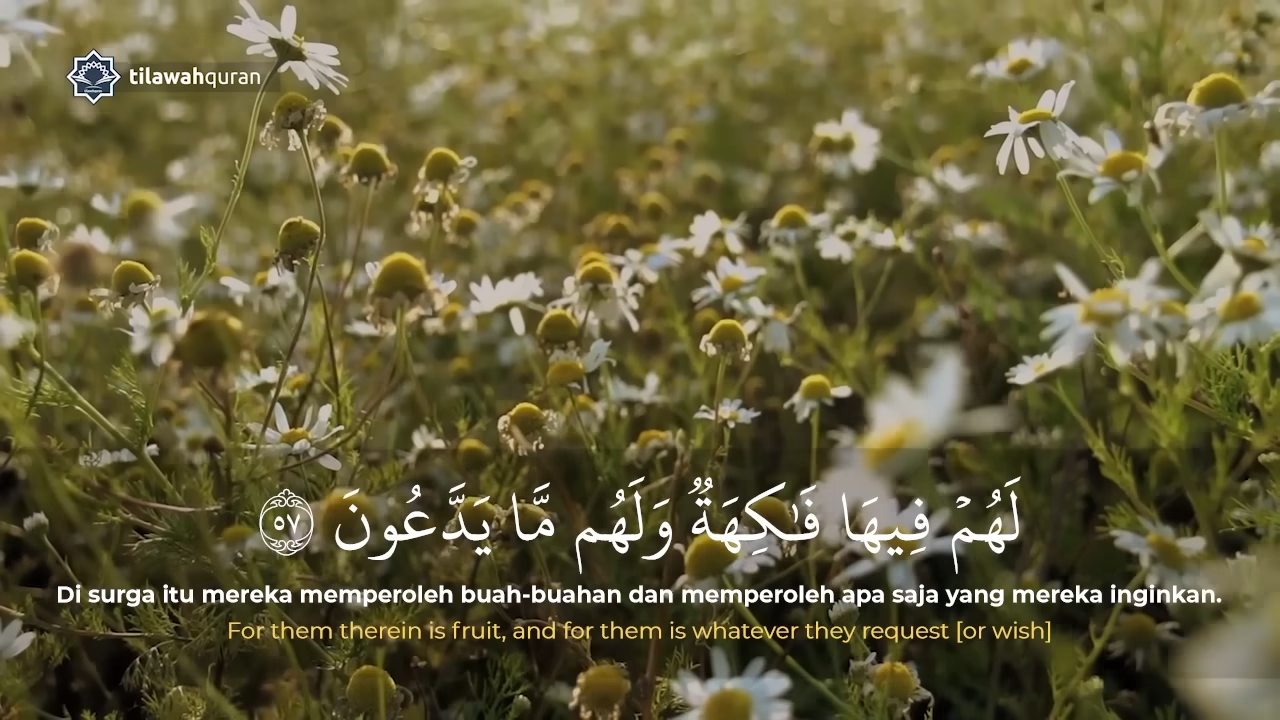 tilawahquran
لَهُمْ فِيهَا فَـٰكِهَةٌ وَلَهُم مَّا يَدَّعُونَ ٥٧
Di surga itu mereka memperoleh buah-buahan dan memperoleh apa saja yang mereka inginkan.
For them therein is fruit, and for them is whatever they request [or wish]